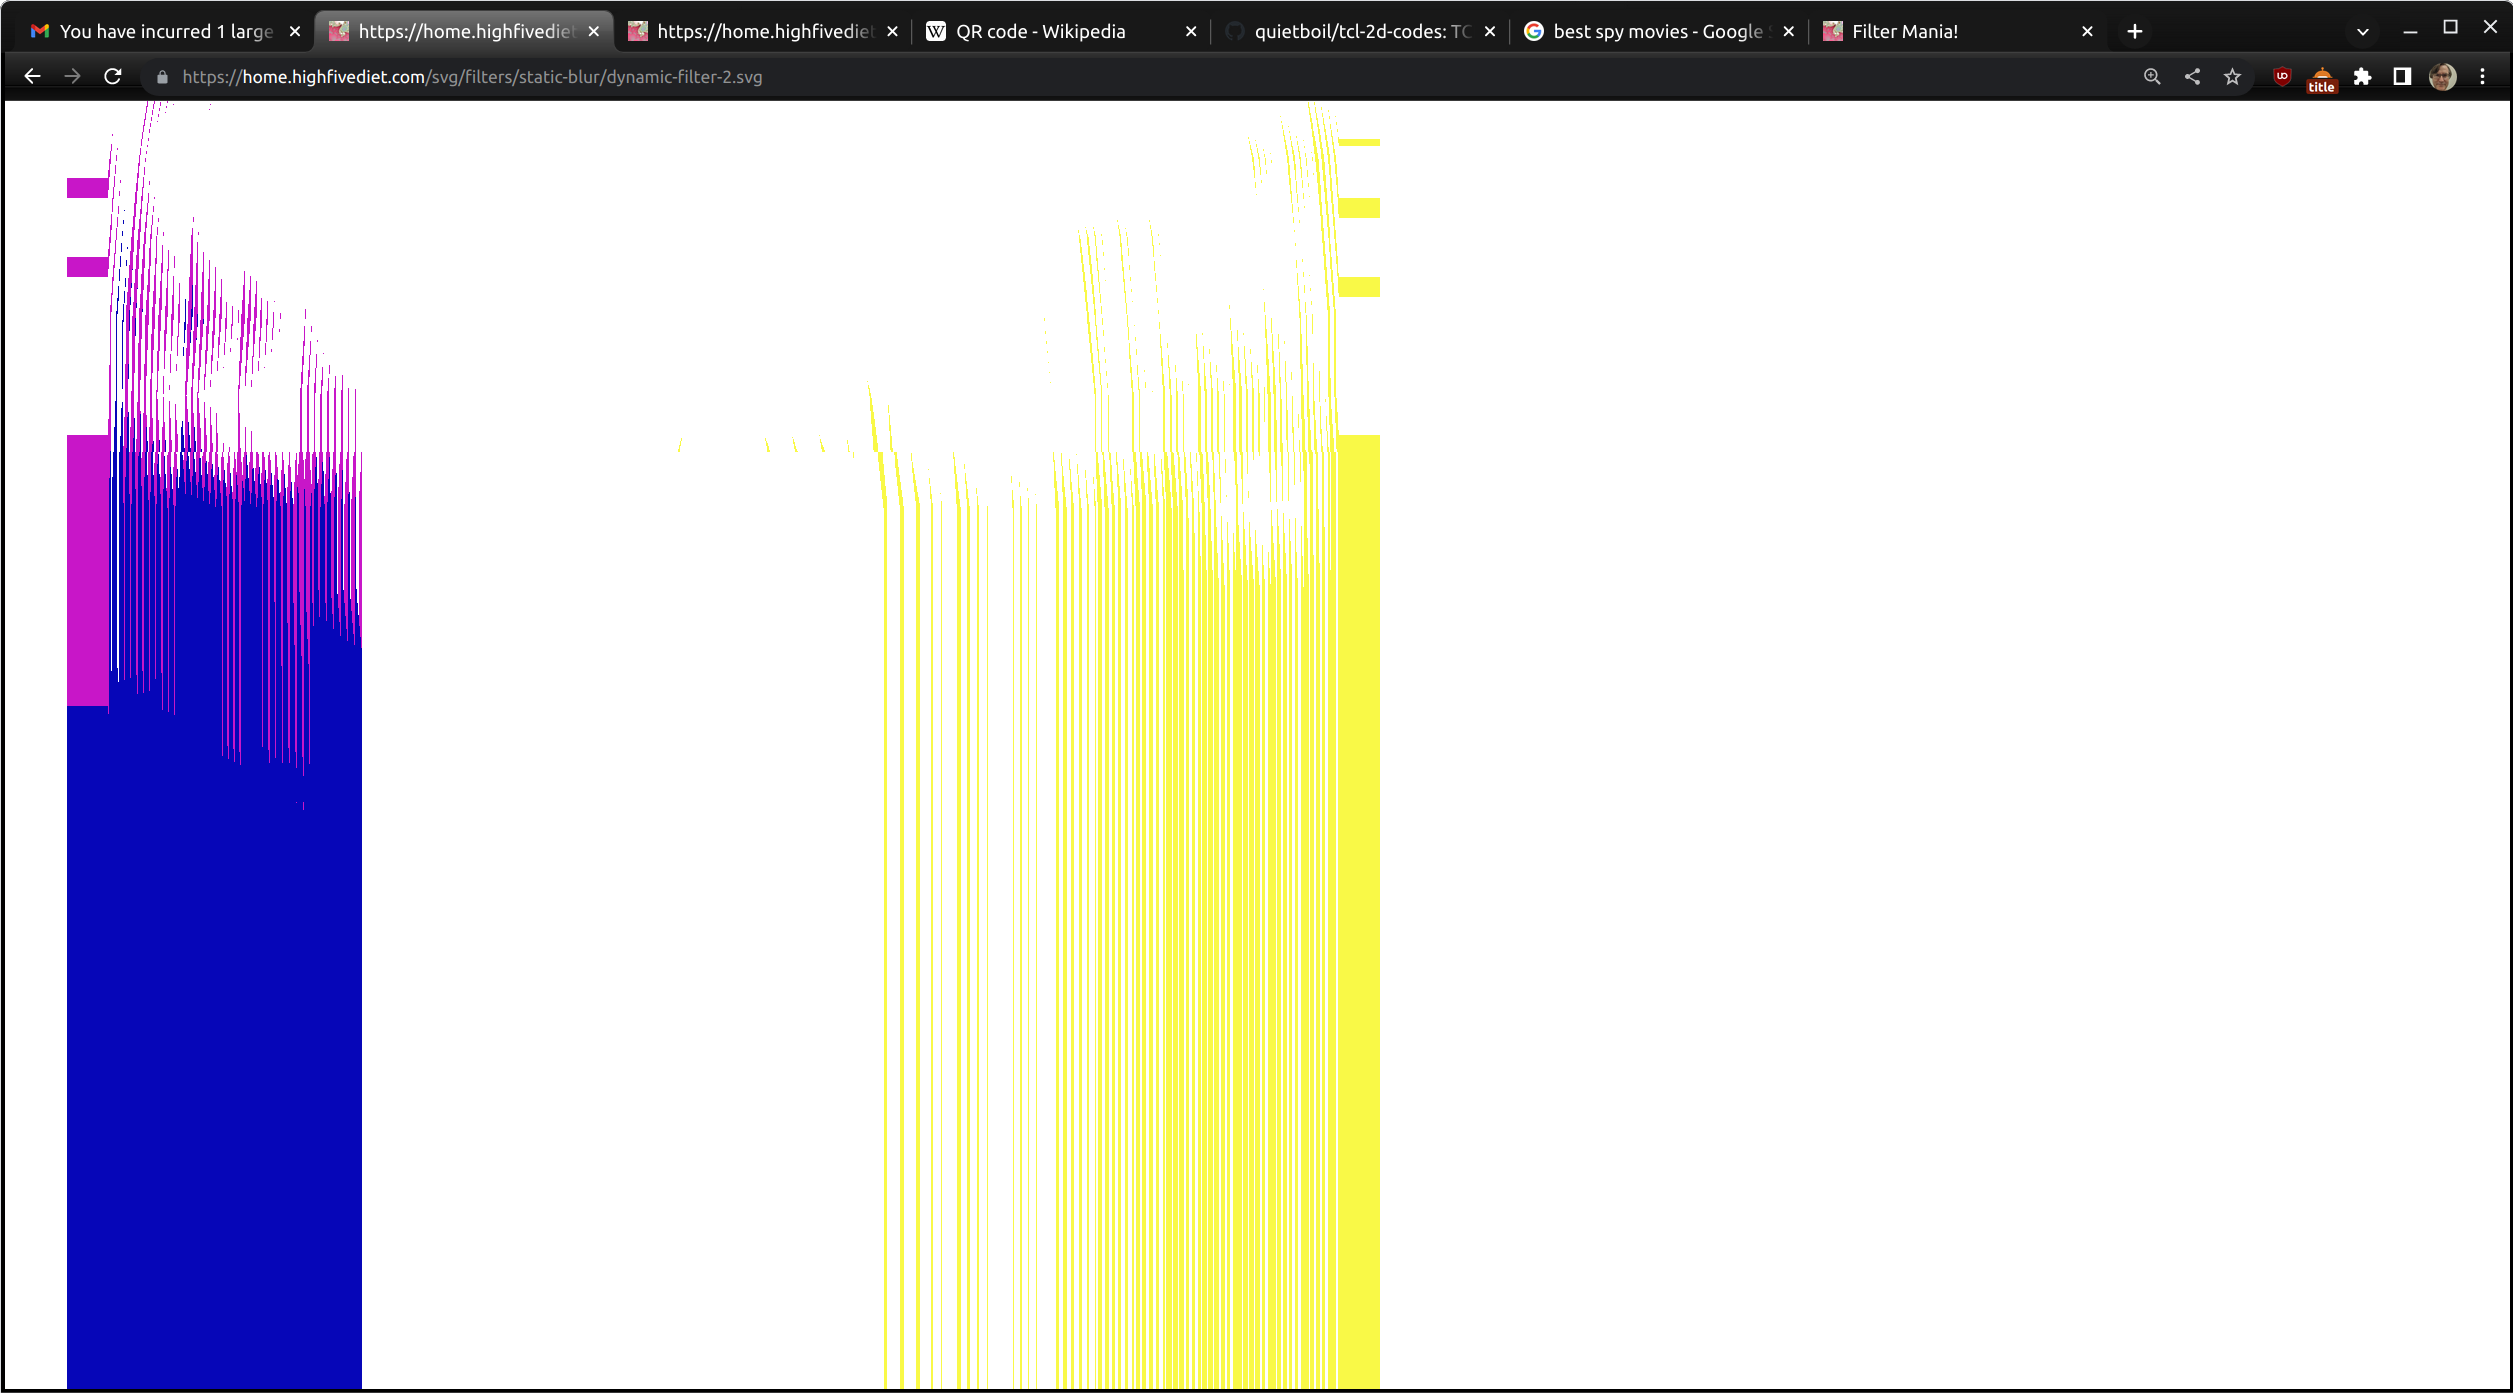 You have incurred 1 large
https://home.highfivediet
https://home.highfivediet
QR code - Wikipedia
quietboil/tcl-2d-codes: TC
best spy movies - Google S
Filter Mania!
https://home.highfivediet.com/svg/filters/static-blur/dynamic-filter-2.svg
title